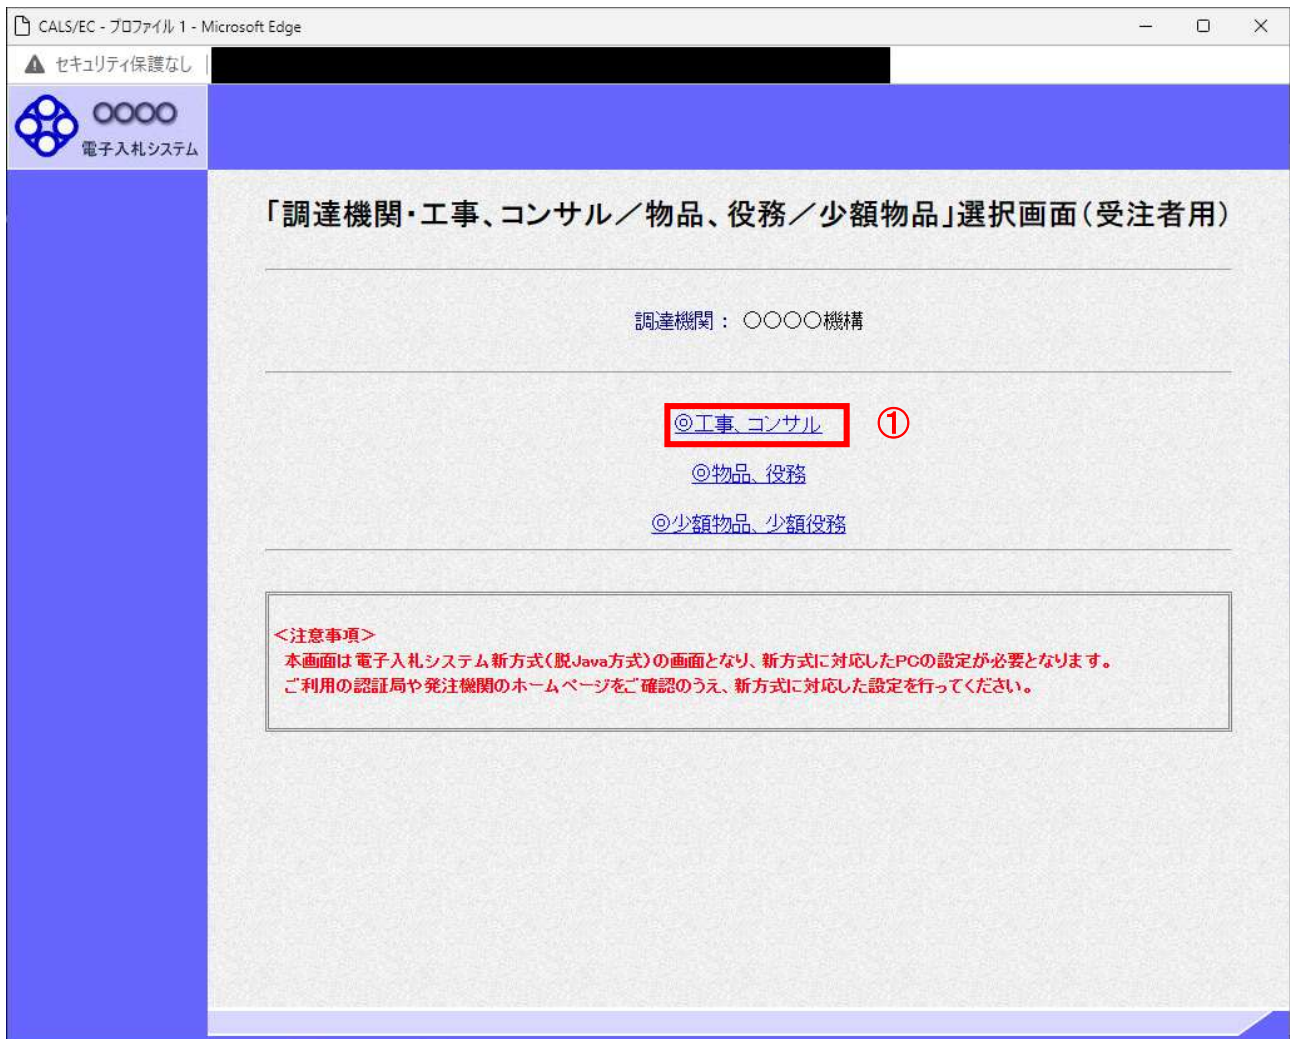 CALS/EC - プロファイル 1 - Microsoft Edge
セキュリティ保護なし
○○○○
電子入札システム
「調達機関・工事、コンサル／物品、役務／少額物品」選択画面（受注者用）
調達機関： ○○○○機構
◎工事、コンサル ①
◎物品、役務
◎少額物品、少額役務
＜注意事項＞
本画面は電子入札システム新方式(脱Java方式)の画面となり、新方式に対応したPCの設定が必要となります。
ご利用の認証局や発注機関のホームページをご確認のうえ、新方式に対応した設定を行ってください。